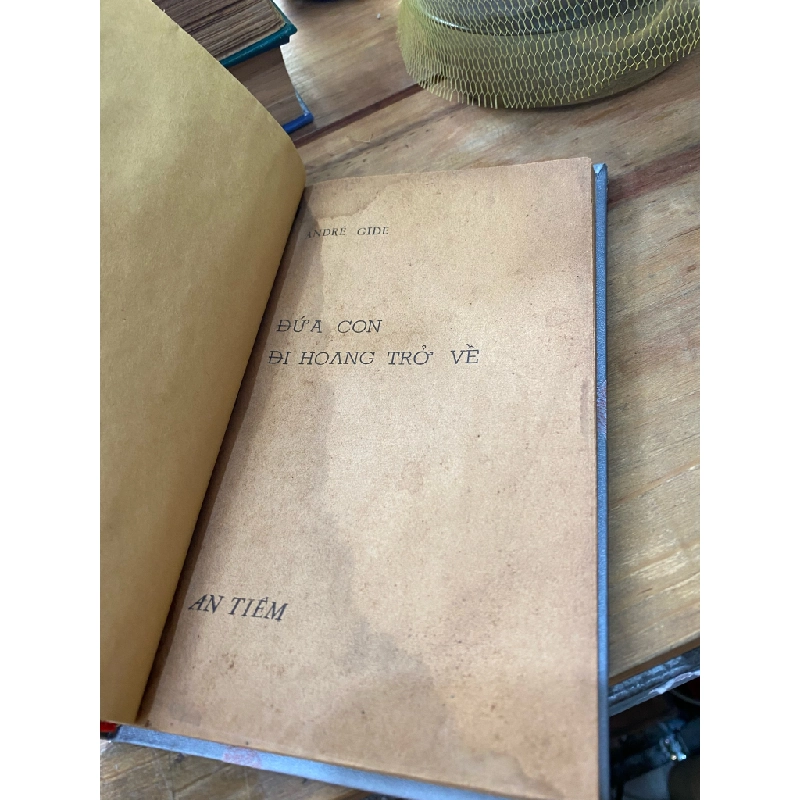 ANDRÉ GIDE
ĐỨA CON
ĐI HOANG TRỞ VỀ
AN TIÊM